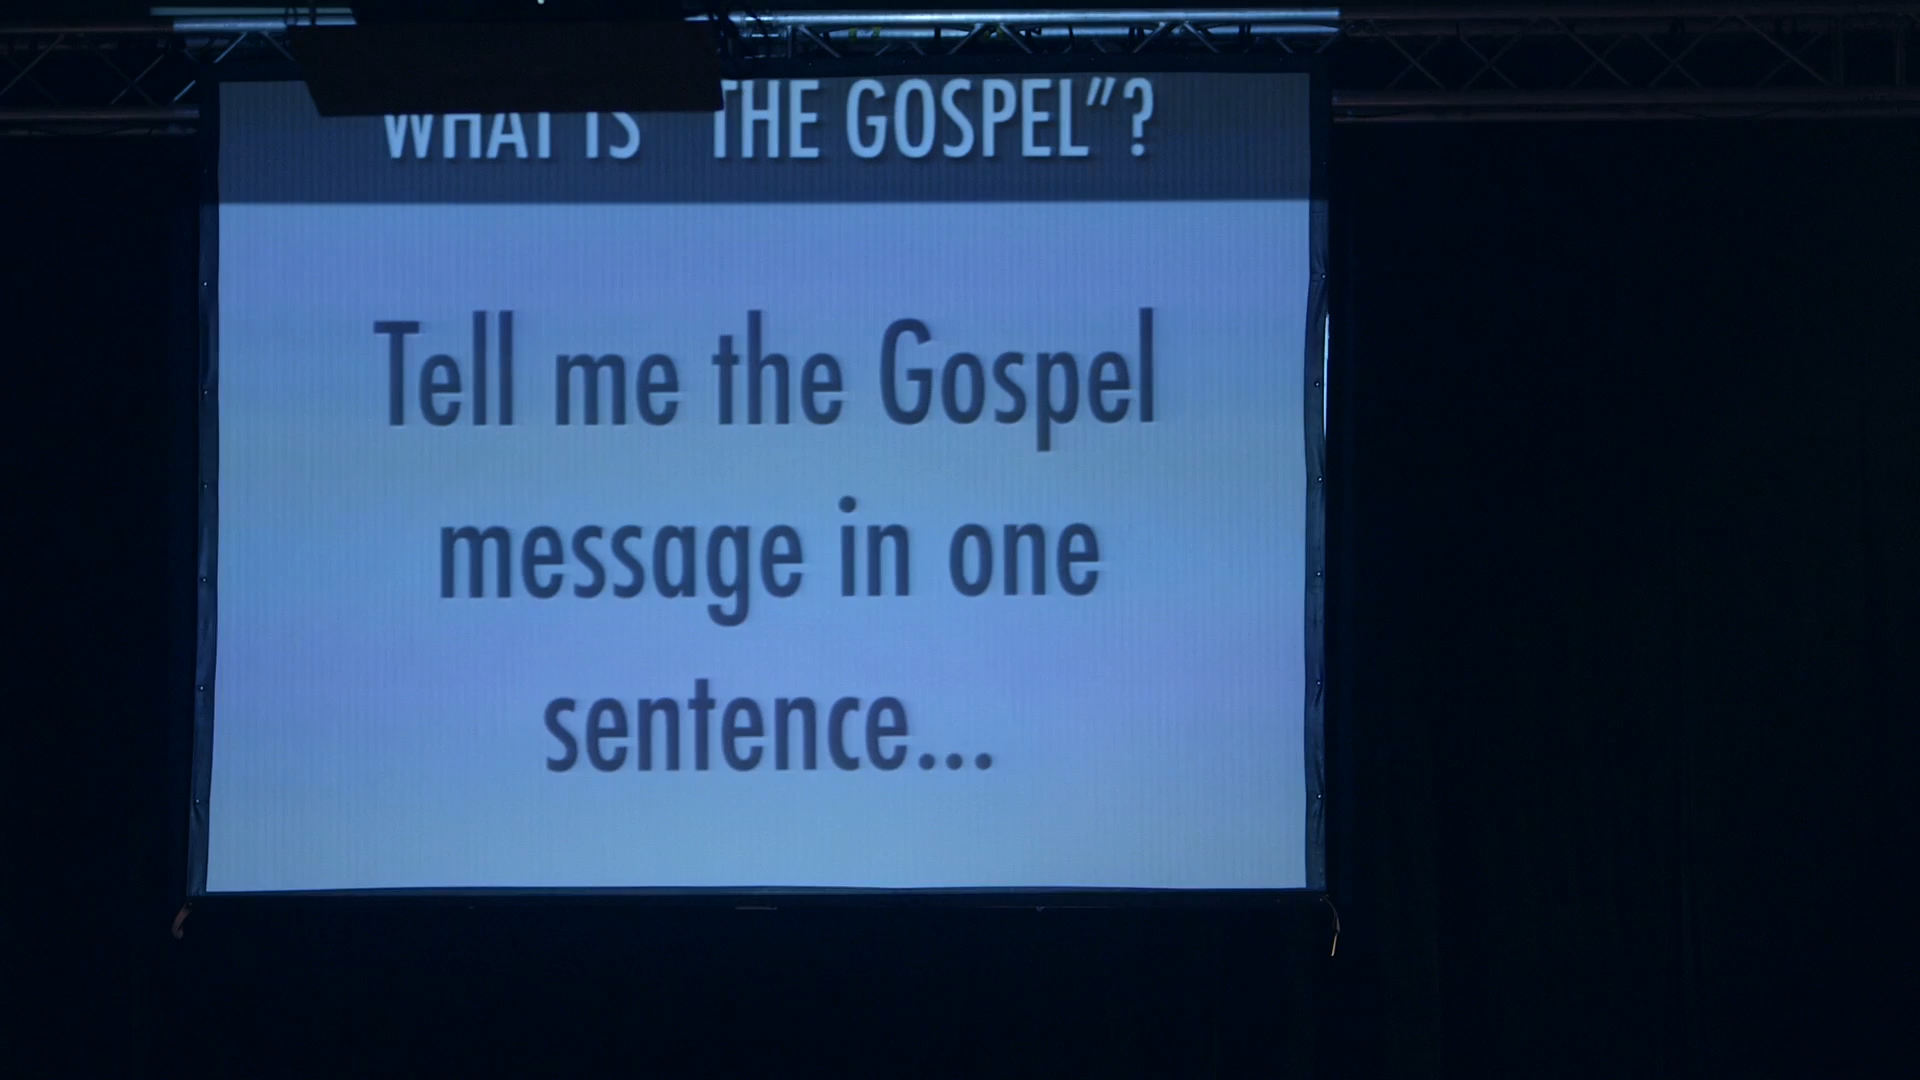 WHAT IS "THE GOSPEL"?
Tell me the Gospel
message in one
sentence...